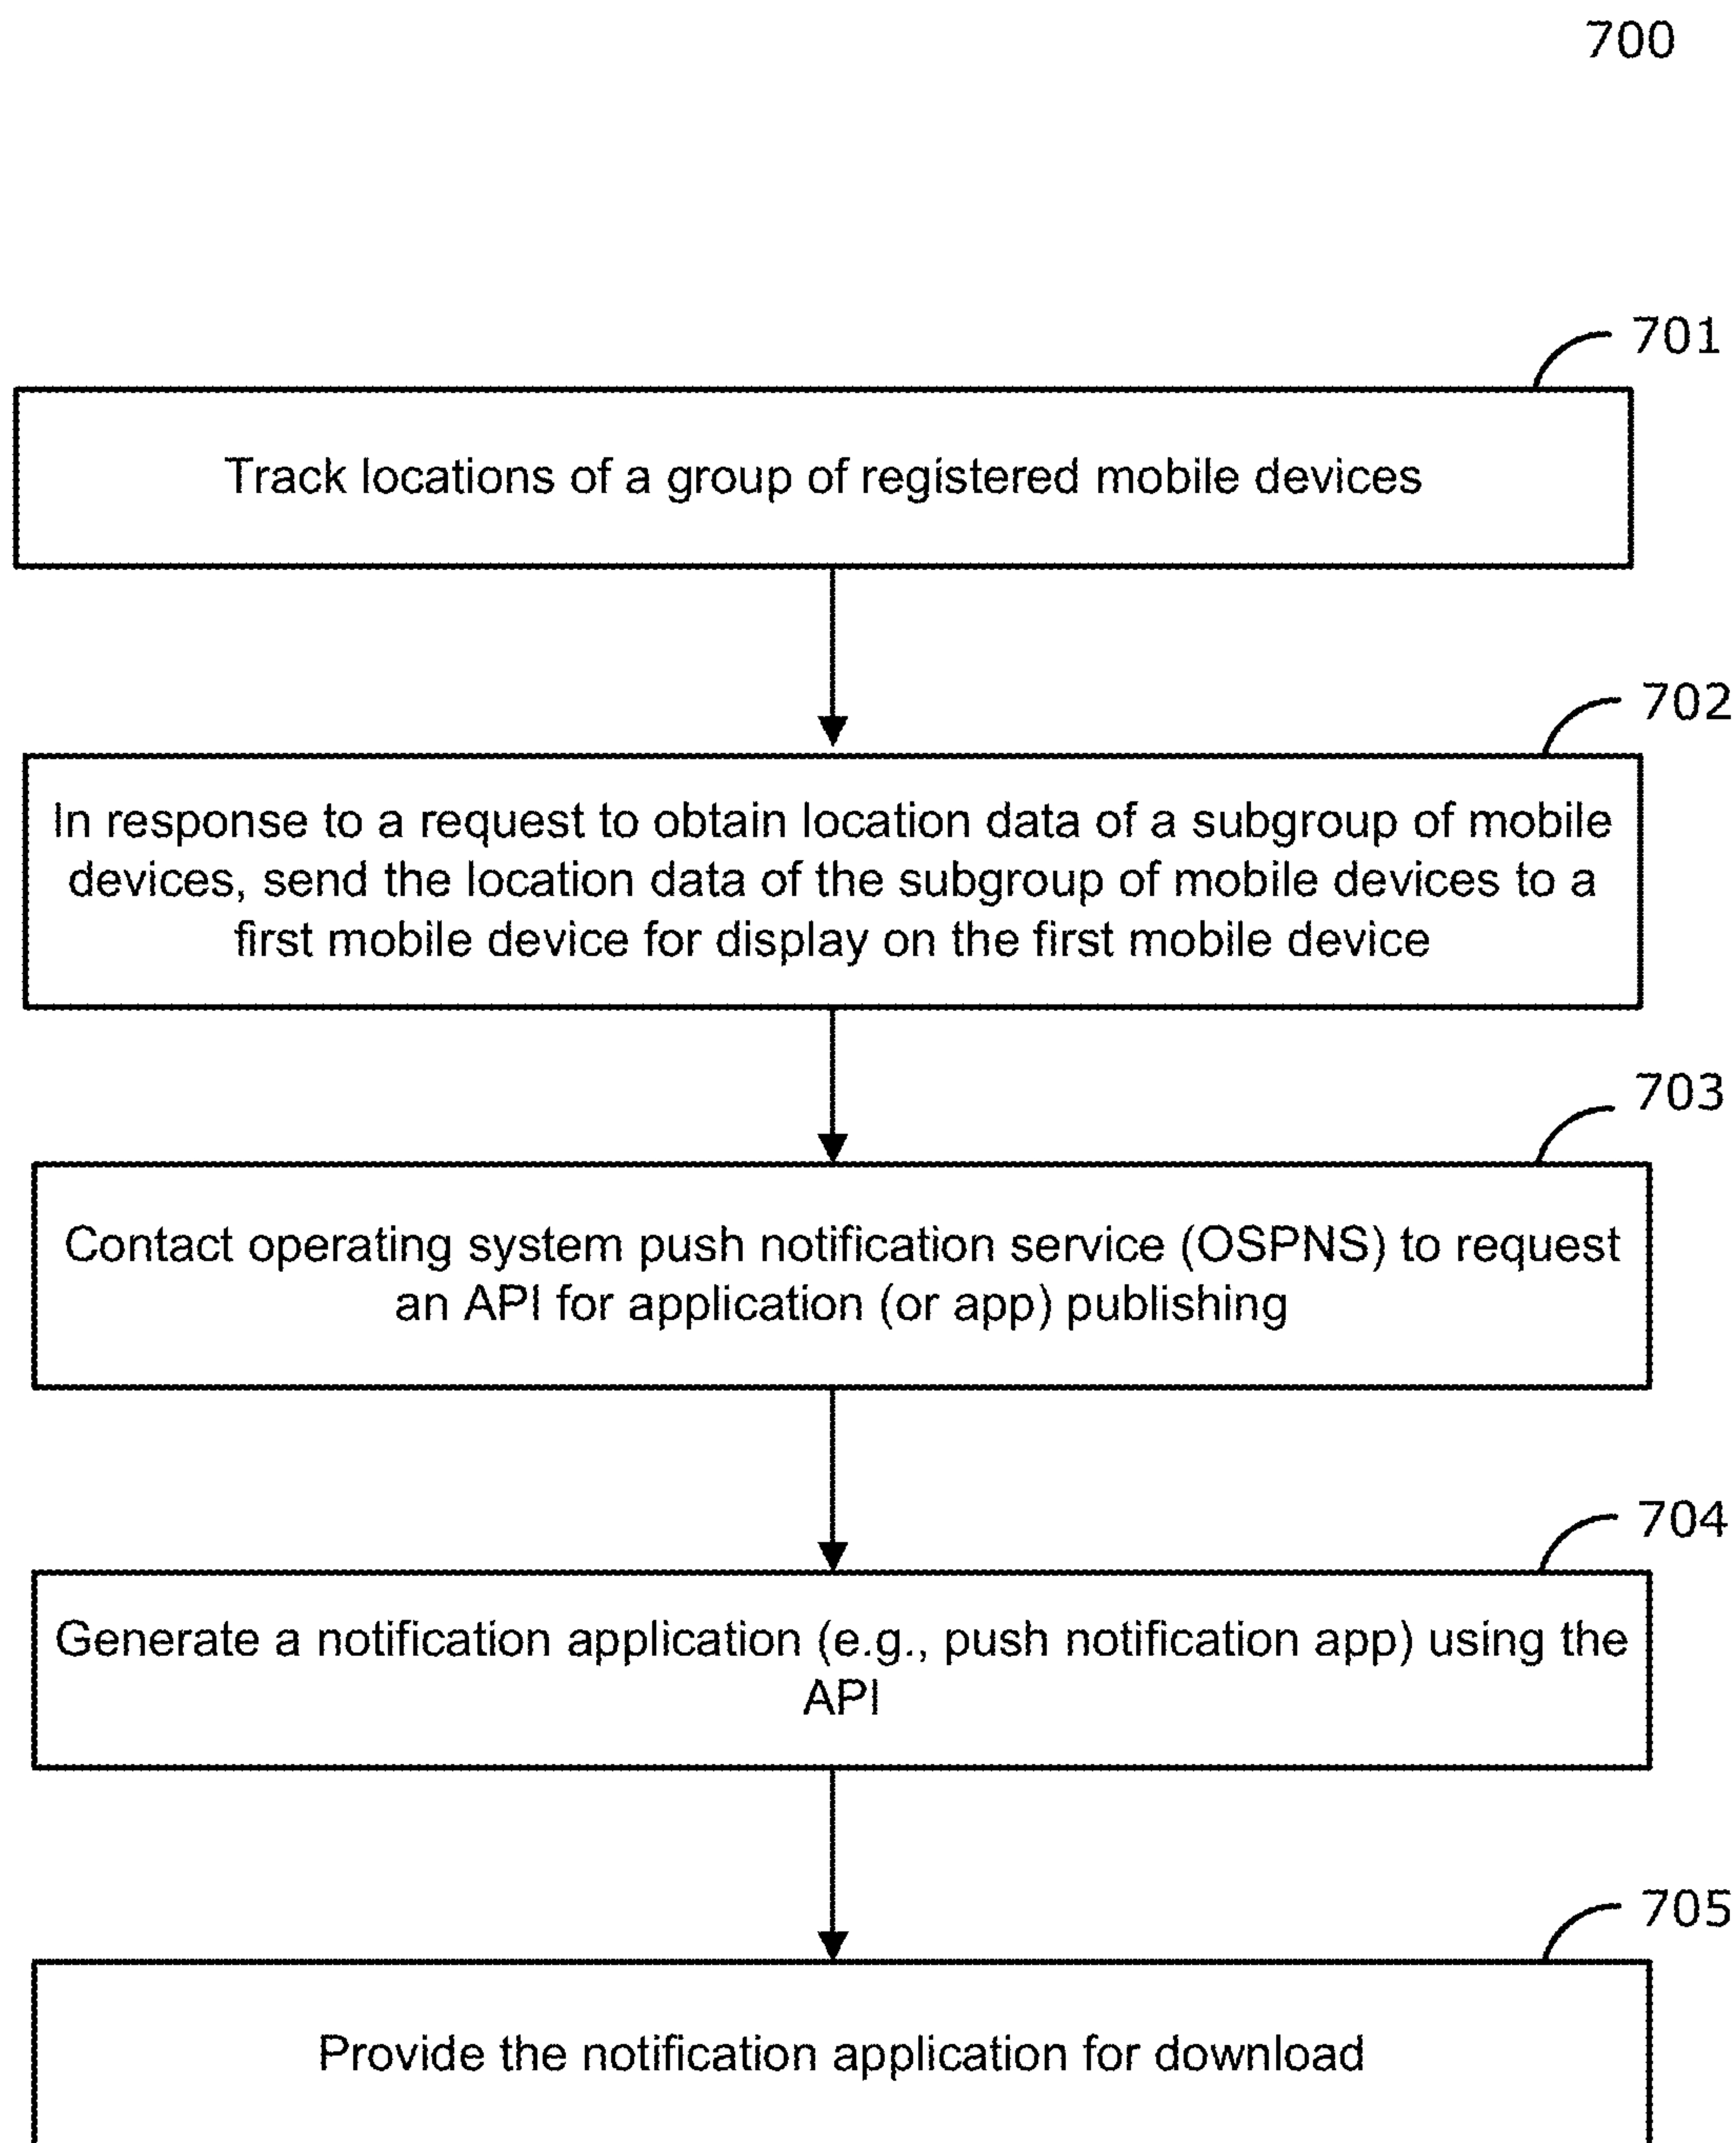 700
701
Track locations of a group of registered mobile devices
702
In response to a request to obtain location data of a subgroup of mobile
devices, send the location data of the subgroup of mobile devices to a
first mobile device for display on the first mobile device
703
Contact operating system push notification service (OSPNS) to request
an API for application (or app) publishing
704
Generate a notification application (e.g., push notification app) using the
API
705
Provide the notification application for download